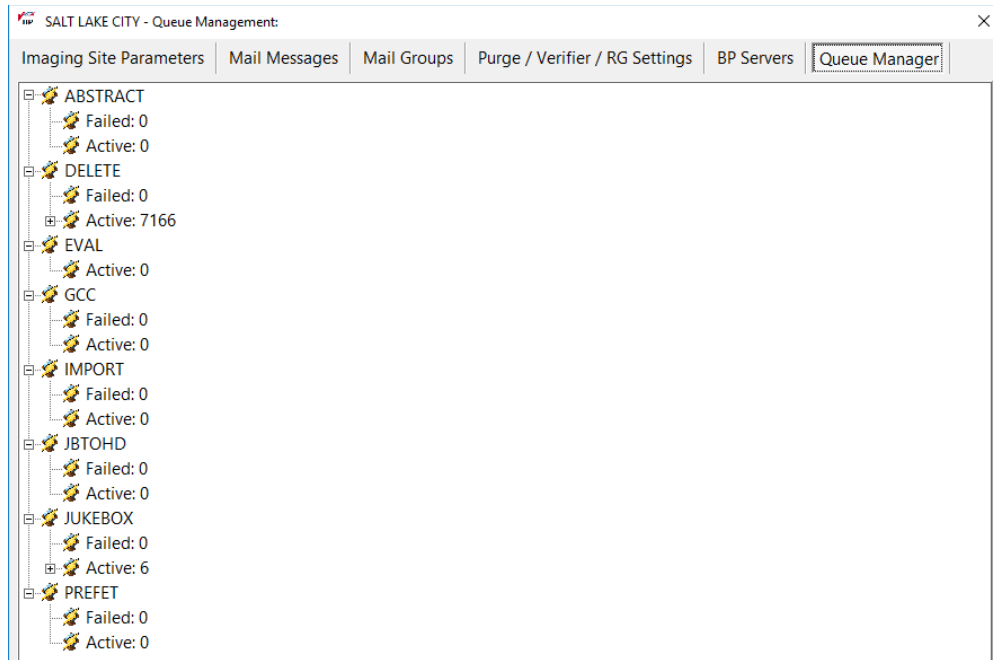 SALT LAKE CITY - Queue Management:
Imaging Site Parameters Mail Messages Mail Groups Purge / Verifier / RG Settings BP Servers Queue Manager
ABSTRACT
Failed: 0
Active: 0
DELETE
Failed: 0
Active: 7166
EVAL
Active: 0
GCC
Failed: 0
Active: 0
IMPORT
Failed: 0
Active: 0
JBTOHD
Failed: 0
Active: 0
JUKEBOX
Failed: 0
Active: 6
PREFET
Failed: 0
Active: 0